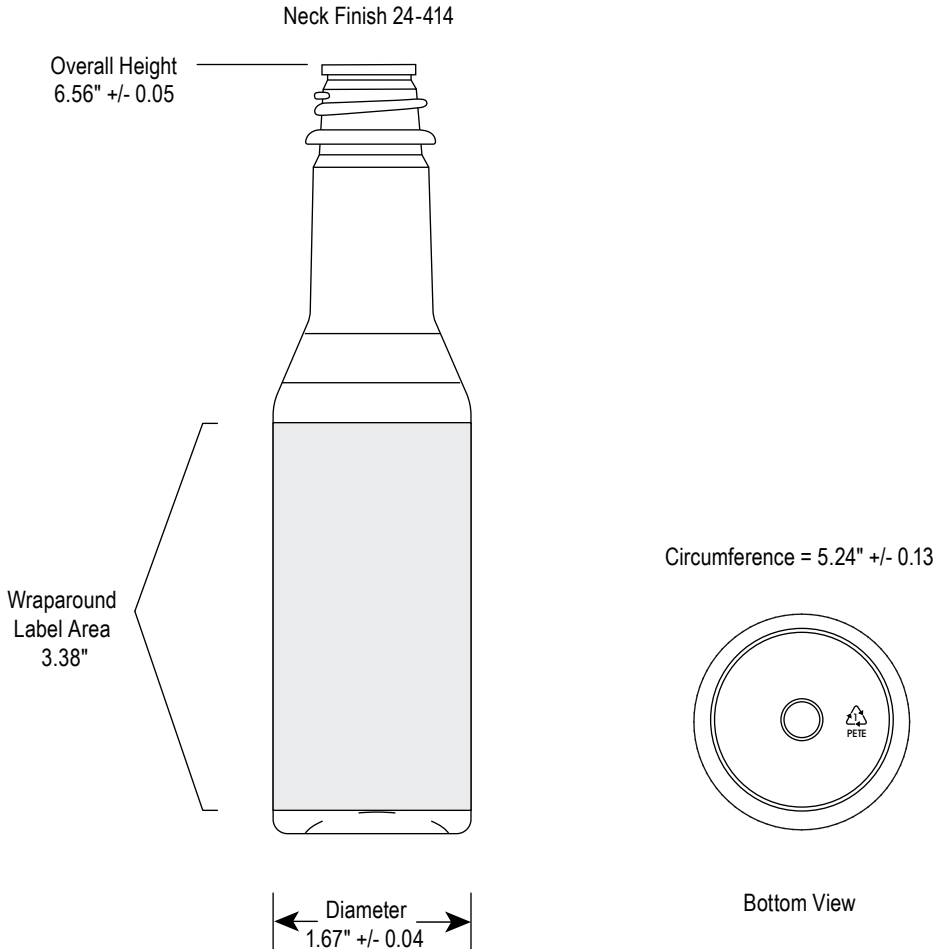 Neck Finish 24-414
Overall Height
6.56" +/- 0.05
Wraparound
Label Area
3.38"
Circumference = 5.24" +/- 0.13
1
PETE
Bottom View
Diameter
1.67" +/- 0.04